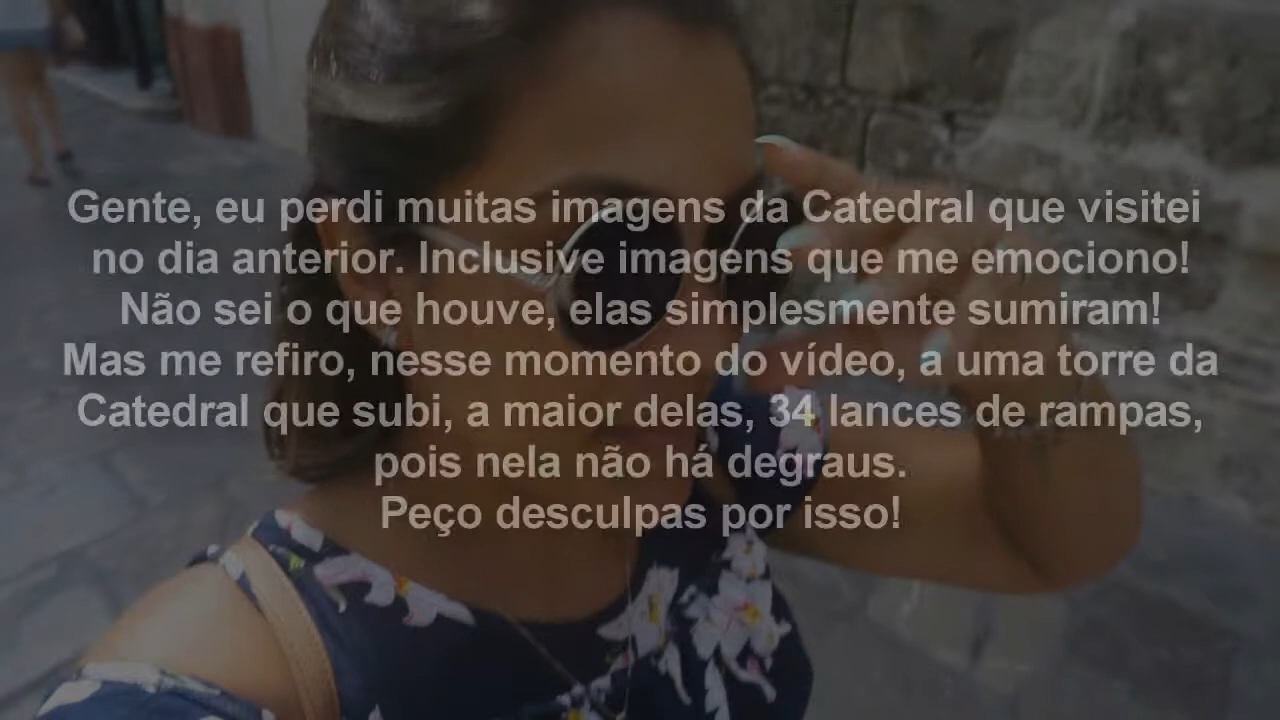 Gente, eu perdi muitas imagens da Catedral que visitei
no dia anterior. Inclusive imagens que me emociono!
Não sei o que houve, elas simplesmente sumiram!
Mas me refiro, nesse momento do vídeo, a uma torre da
Catedral que subi, a maior delas, 34 lances de rampas,
pois nela não há degraus.
Peço desculpas por isso!